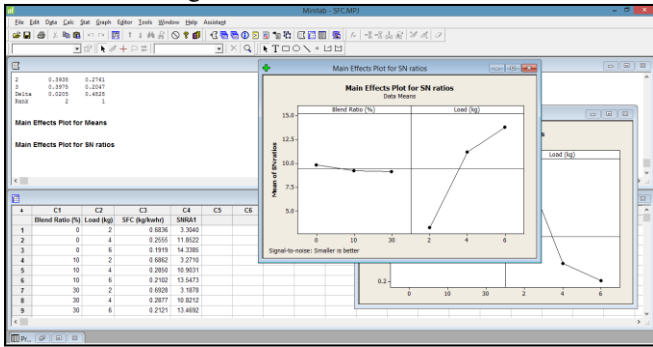 Minitab - SFC.MPJ
File Edit Data Calc Stat Graph Editor Tools Window Help Assistant
2 0.3935 0.2761
3 0.3975 0.2047
Delta 0.0205 0.4828
Rank 2 1
Main Effects Plot for Means
Main Effects Plot for SN ratios
Main Effects Plot for SN ratios
Main Effects Plot for SN ratios
Data Means
Blend Ratio (%) Load (kg)
Mean of SN ratios
15.0
12.5
10.0
7.5
5.0
0 10 30 2 4 6
Signal-to-noise: Smaller is better
Load (kg)
0.2
0 10 30 2 4 6
C1 C2 C3 C4 C5 C6
Blend Ratio (%) Load (kg) SFC (kg/kwhr) SNRA1
1 0 2 0.6836 3.3040
2 0 4 0.2555 11.8522
3 0 6 0.1919 14.3385
4 10 2 0.6862 3.2710
5 10 4 0.2850 10.9031
6 10 6 0.2102 13.5473
7 30 2 0.6928 3.1878
8 30 4 0.2877 10.8212
9 30 6 0.2121 13.4692
Pr...